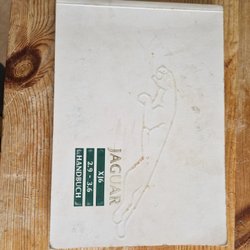 JAGUAR
XJ6
2.9 - 3.6
HANDBUCH